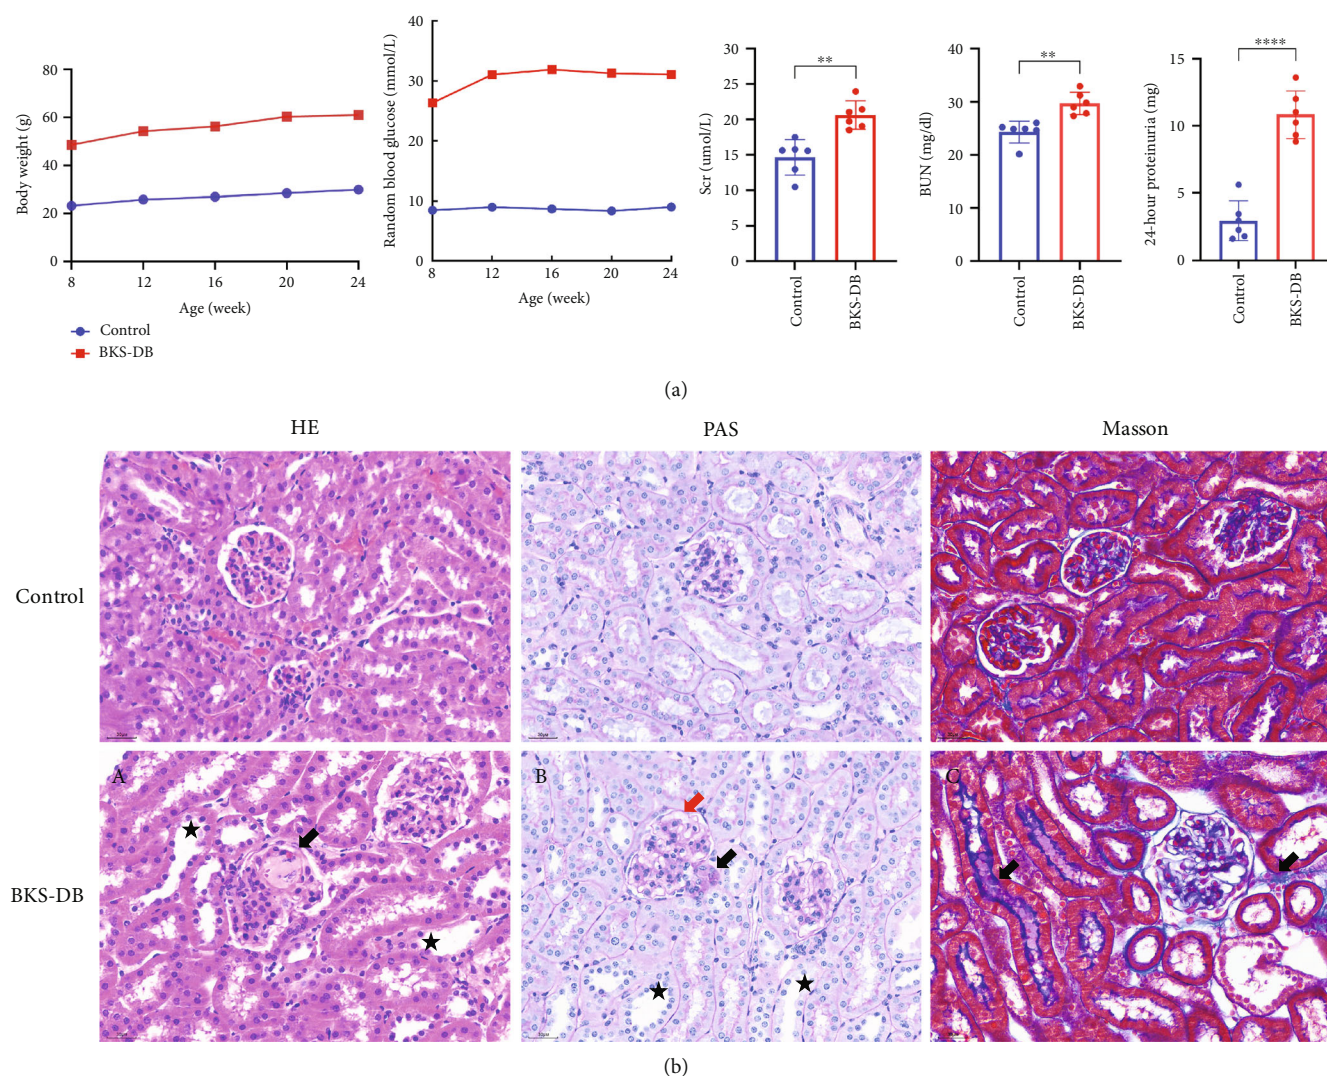 Body weight (g)
80
60
40
20
0
8 12 16 20 24
Age (week)
Control
BKS-DB
Random blood glucose (mmol/L)
40
30
20
10
0
8 12 16 20 24
Age (week)
Scr (umol/L)
30
25
20
15
10
5
0
**
Control
BKS-DB
BUN (mg/dl)
40
30
20
10
0
**
Control
BKS-DB
24-hour proteinuria (mg)
15
10
5
0
****
Control
BKS-DB
(a)
HE PAS Masson
Control
BKS-DB
A
B
C
(b)